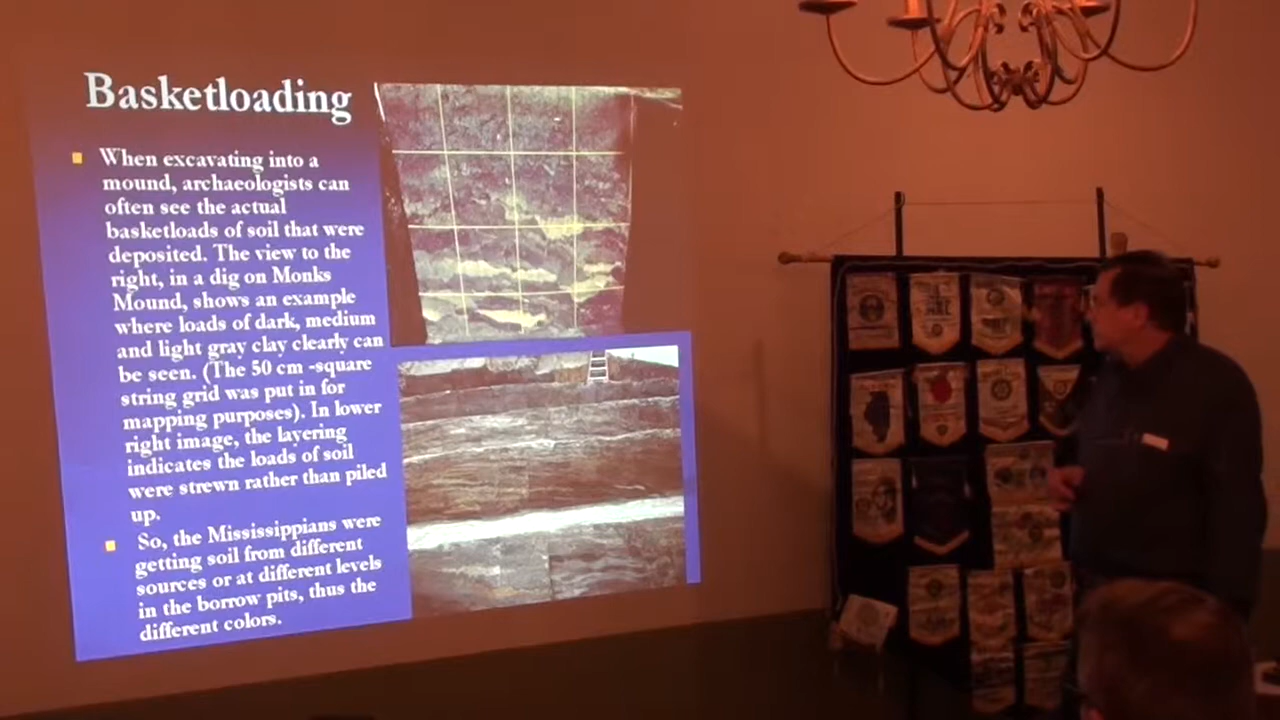 Basketloading
When excavating into a
mound, archaeologists can
often see the actual
basketloads of soil that were
deposited. The view to the
right, in a dig on Monks
Mound, shows an example
where loads of dark, medium
and light gray clay clearly can
be seen. (The 50 cm -square
string grid was put in for
mapping purposes). In lower
right image, the layering
indicates the loads of soil
were strewn rather than piled
up.
So, the Mississippians were
getting soil from different
sources or at different levels
in the borrow pits, thus the
different colors.